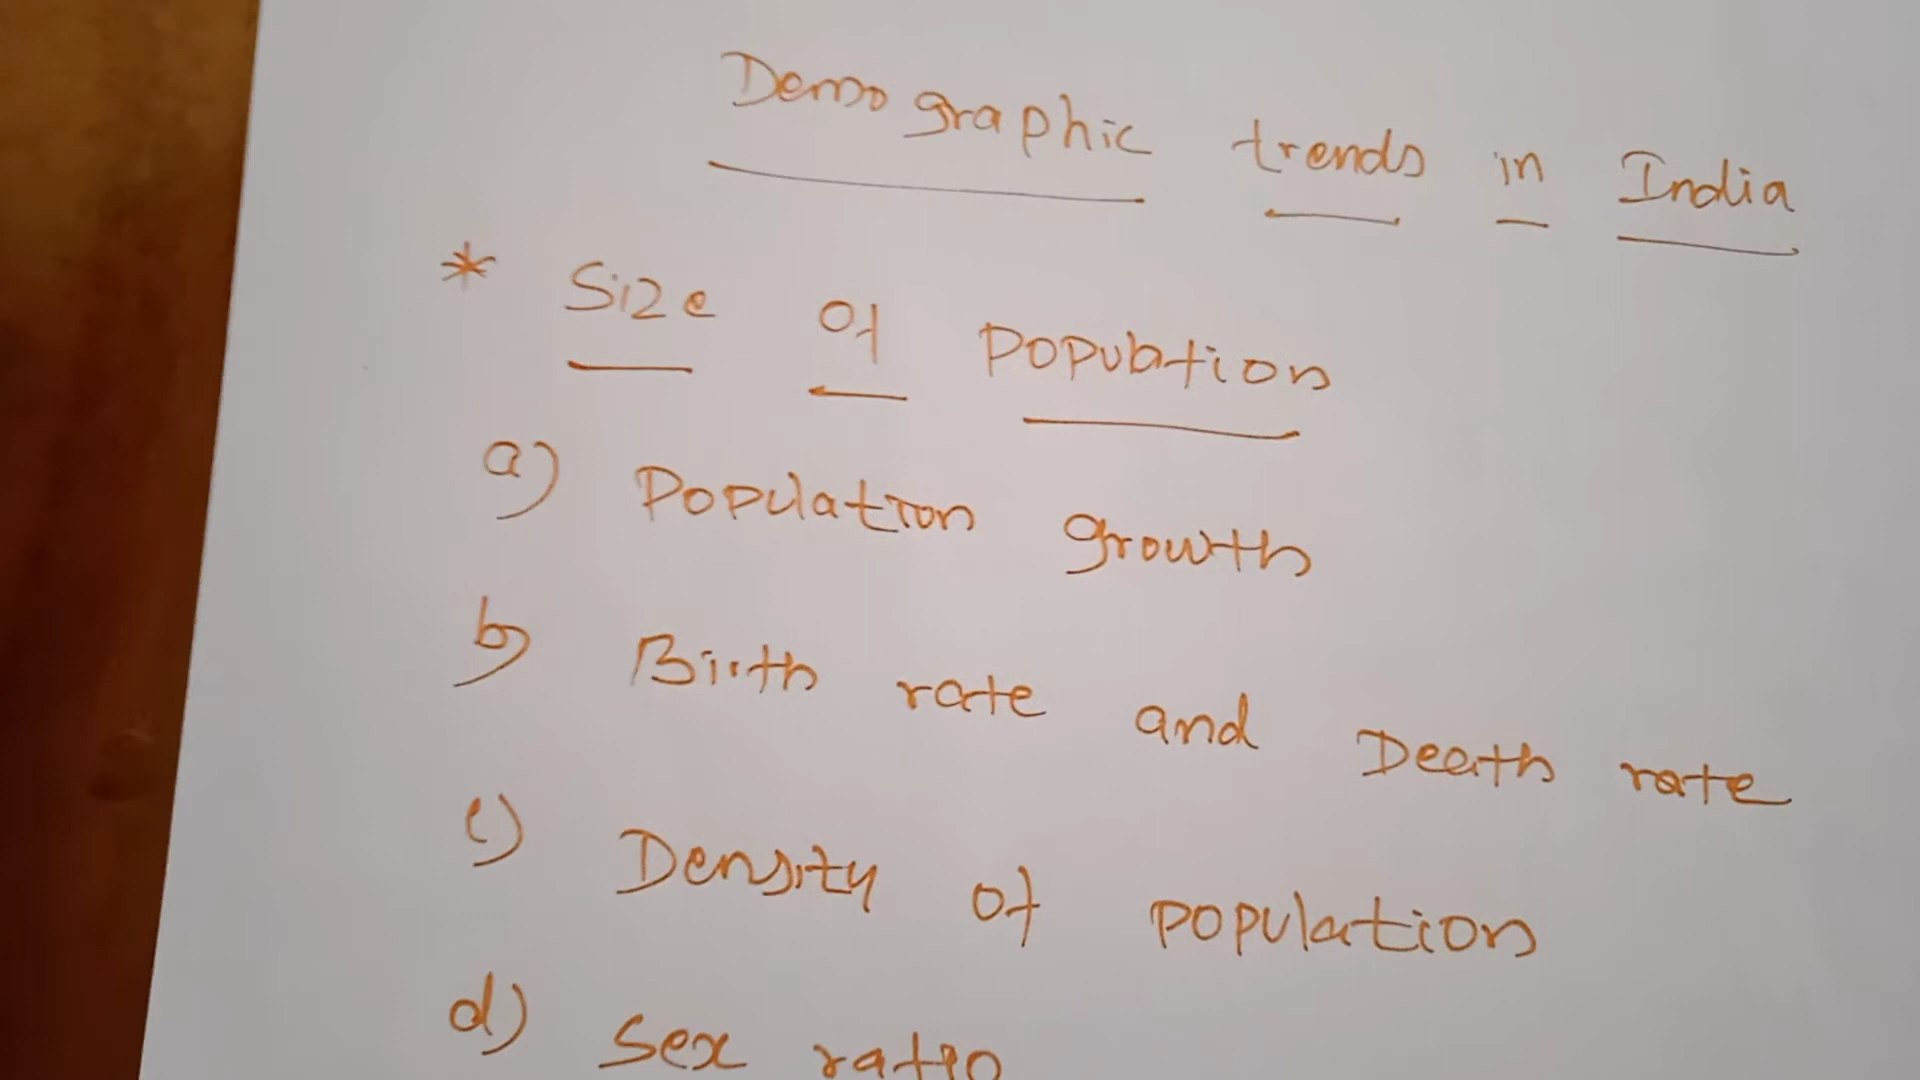 Demographic trends in India
* Size of population
a) Population growth
b) Birth rate and Death rate
c) Density of population
d) Sex ratio